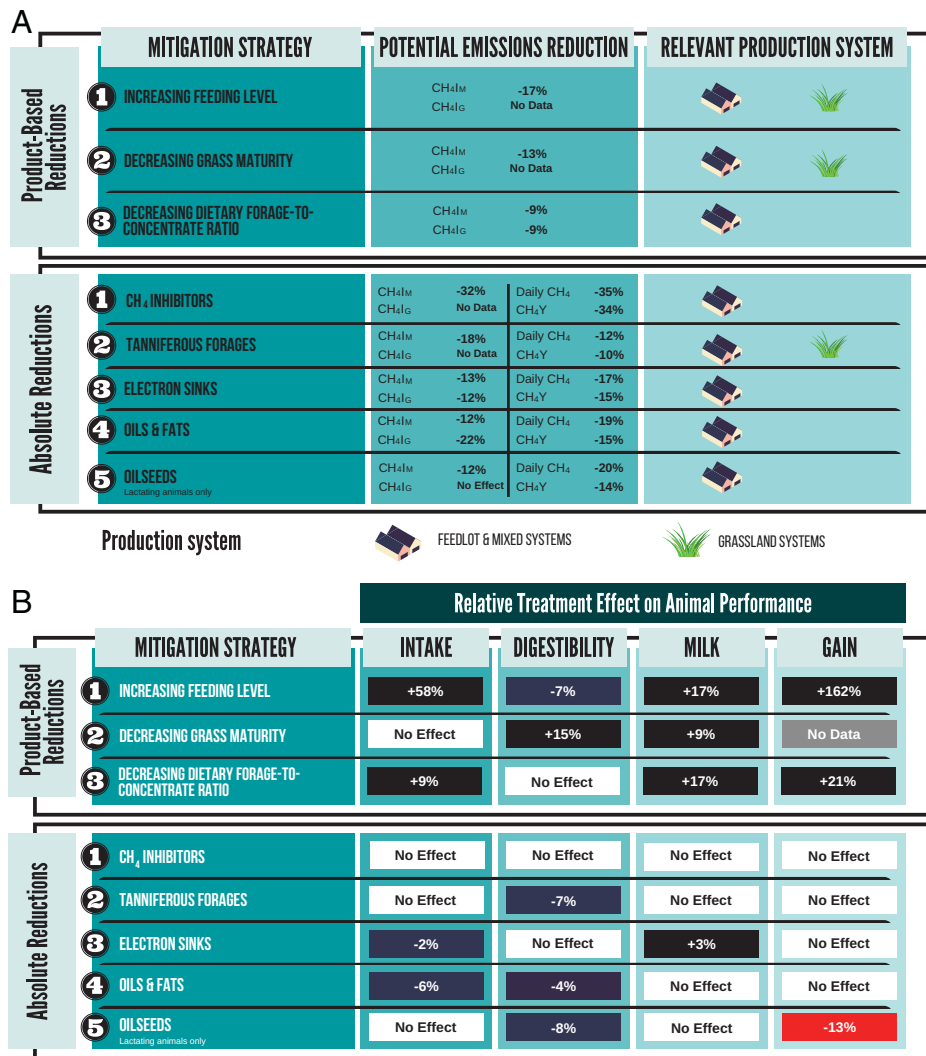 A
MITIGATION STRATEGY POTENTIAL EMISSIONS REDUCTION RELEVANT PRODUCTION SYSTEM
Product-Based
Reductions
1 INCREASING FEEDING LEVEL
CH4IM -17%
CH4IG No Data
2 DECREASING GRASS MATURITY
CH4IM -13%
CH4IG No Data
3 DECREASING DIETARY FORAGE-TO-
CONCENTRATE RATIO
CH4IM -9%
CH4IG -9%
Absolute Reductions
1 CH4 INHIBITORS
CH4IM -32% Daily CH4 -35%
CH4IG No Data CH4Y -34%
2 TANNIFEROUS FORAGES
CH4IM -18% Daily CH4 -12%
CH4IG No Data CH4Y -10%
3 ELECTRON SINKS
CH4IM -13% Daily CH4 -17%
CH4IG -12% CH4Y -15%
4 OILS & FATS
CH4IM -12% Daily CH4 -19%
CH4IG -22% CH4Y -15%
5 OILSEEDS
Lactating animals only
CH4IM -12% Daily CH4 -20%
CH4IG No Effect CH4Y -14%
Production system FEEDLOT & MIXED SYSTEMS GRASSLAND SYSTEMS
B
Relative Treatment Effect on Animal Performance
MITIGATION STRATEGY INTAKE DIGESTIBILITY MILK GAIN
Product-Based
Reductions
1 INCREASING FEEDING LEVEL +58% -7% +17% +162%
2 DECREASING GRASS MATURITY No Effect +15% +9% No Data
3 DECREASING DIETARY FORAGE-TO-
CONCENTRATE RATIO +9% No Effect +17% +21%
Absolute Reductions
1 CH4 INHIBITORS No Effect No Effect No Effect No Effect
2 TANNIFEROUS FORAGES No Effect -7% No Effect No Effect
3 ELECTRON SINKS -2% No Effect +3% No Effect
4 OILS & FATS -6% -4% No Effect No Effect
5 OILSEEDS No Effect -8% No Effect -13%
Lactating animals only